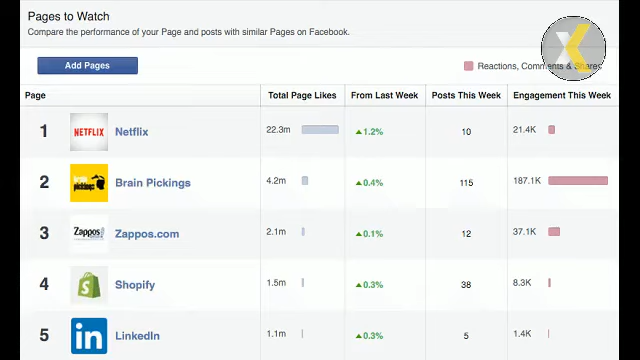 Pages to Watch
Compare the performance of your Page and posts with similar Pages on Facebook.
Add Pages
Reactions, Comments & Shares
Page Total Page Likes From Last Week Posts This Week Engagement This Week
1 NETFLIX Netflix 22.3m 1.2% 10 21.4K
2 brain pickings Brain Pickings 4.2m 0.4% 115 187.1K
3 Zappos Zappos.com 2.1m 0.1% 12 37.1K
4 Shopify 1.5m 0.3% 38 8.3K
5 in LinkedIn 1.1m 0.3% 5 1.4K